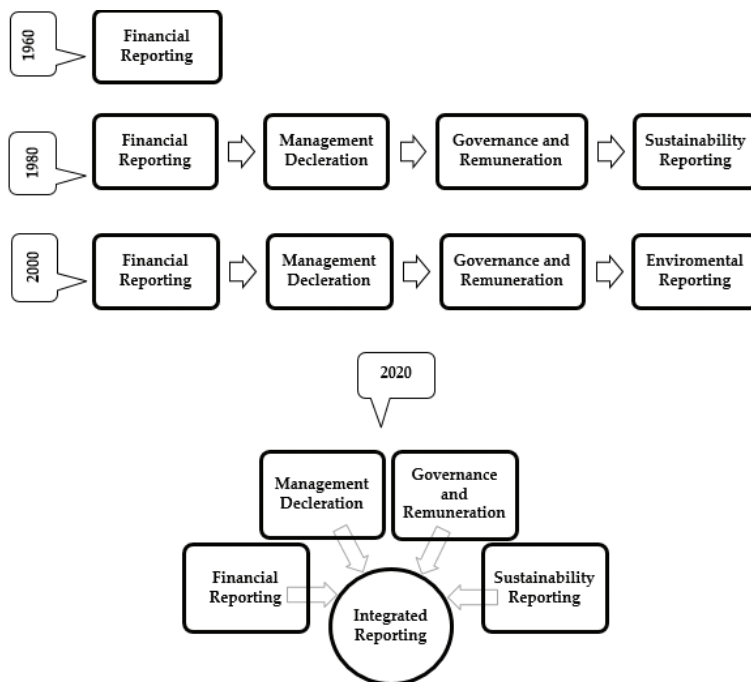 1960
Financial
Reporting
1980
Financial
Reporting
Management
Decleration
Governance and
Remuneration
Sustainability
Reporting
2000
Financial
Reporting
Management
Decleration
Governance and
Remuneration
Enviromental
Reporting
2020
Management
Decleration
Governance
and
Remuneration
Financial
Reporting
Sustainability
Reporting
Integrated
Reporting